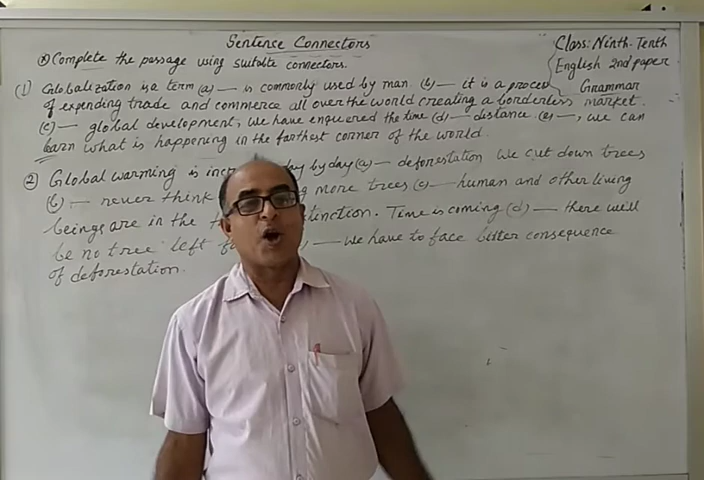 Sentence Connectors
Class: Ninth-Tenth
English 2nd paper
Grammar
Complete the passage using suitable connectors.
(1) Globalization is a term (a) — is commonly used by man. (b) — it is a process
of expending trade and commerce all over the world creating a borderless market.
(c) — global development, we have enquered the time (d) — distance. (e) —, we can
learn what is happening in the farthest corner of the world.
(2) Global warming is day by day (a) — deforestation We cut down trees
(b) — never think more trees (c) — human and other living
beings are in the Time is coming (d) — there will
be no tree left — we have to face bitter consequence
of deforestation.